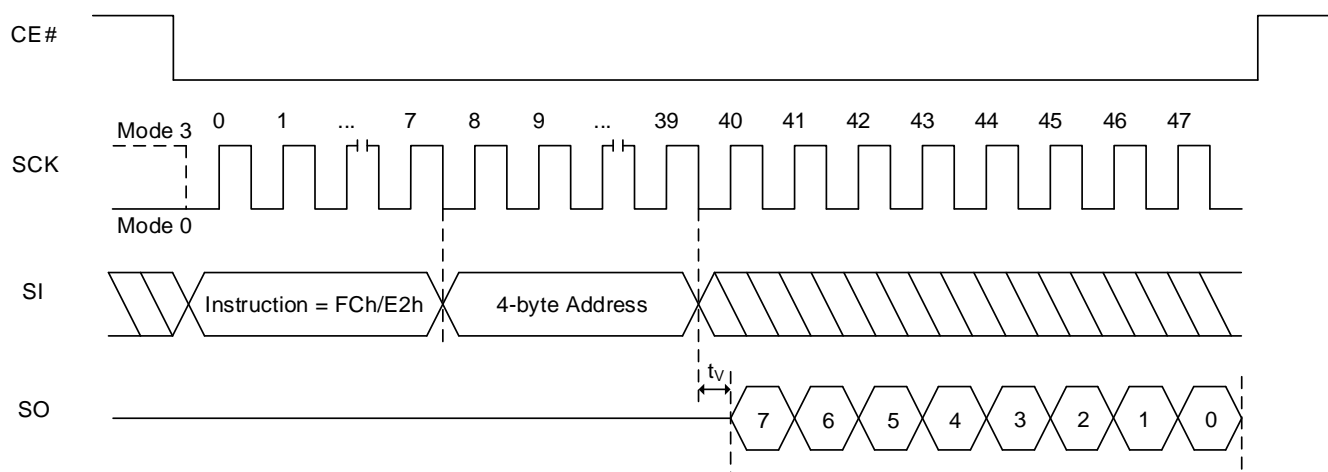 CE#
Mode 3
0 1 ... 7 8 9 ... 39 40 41 42 43 44 45 46 47
SCK
Mode 0
SI
Instruction = FCh/E2h
4-byte Address
tV
SO
7 6 5 4 3 2 1 0